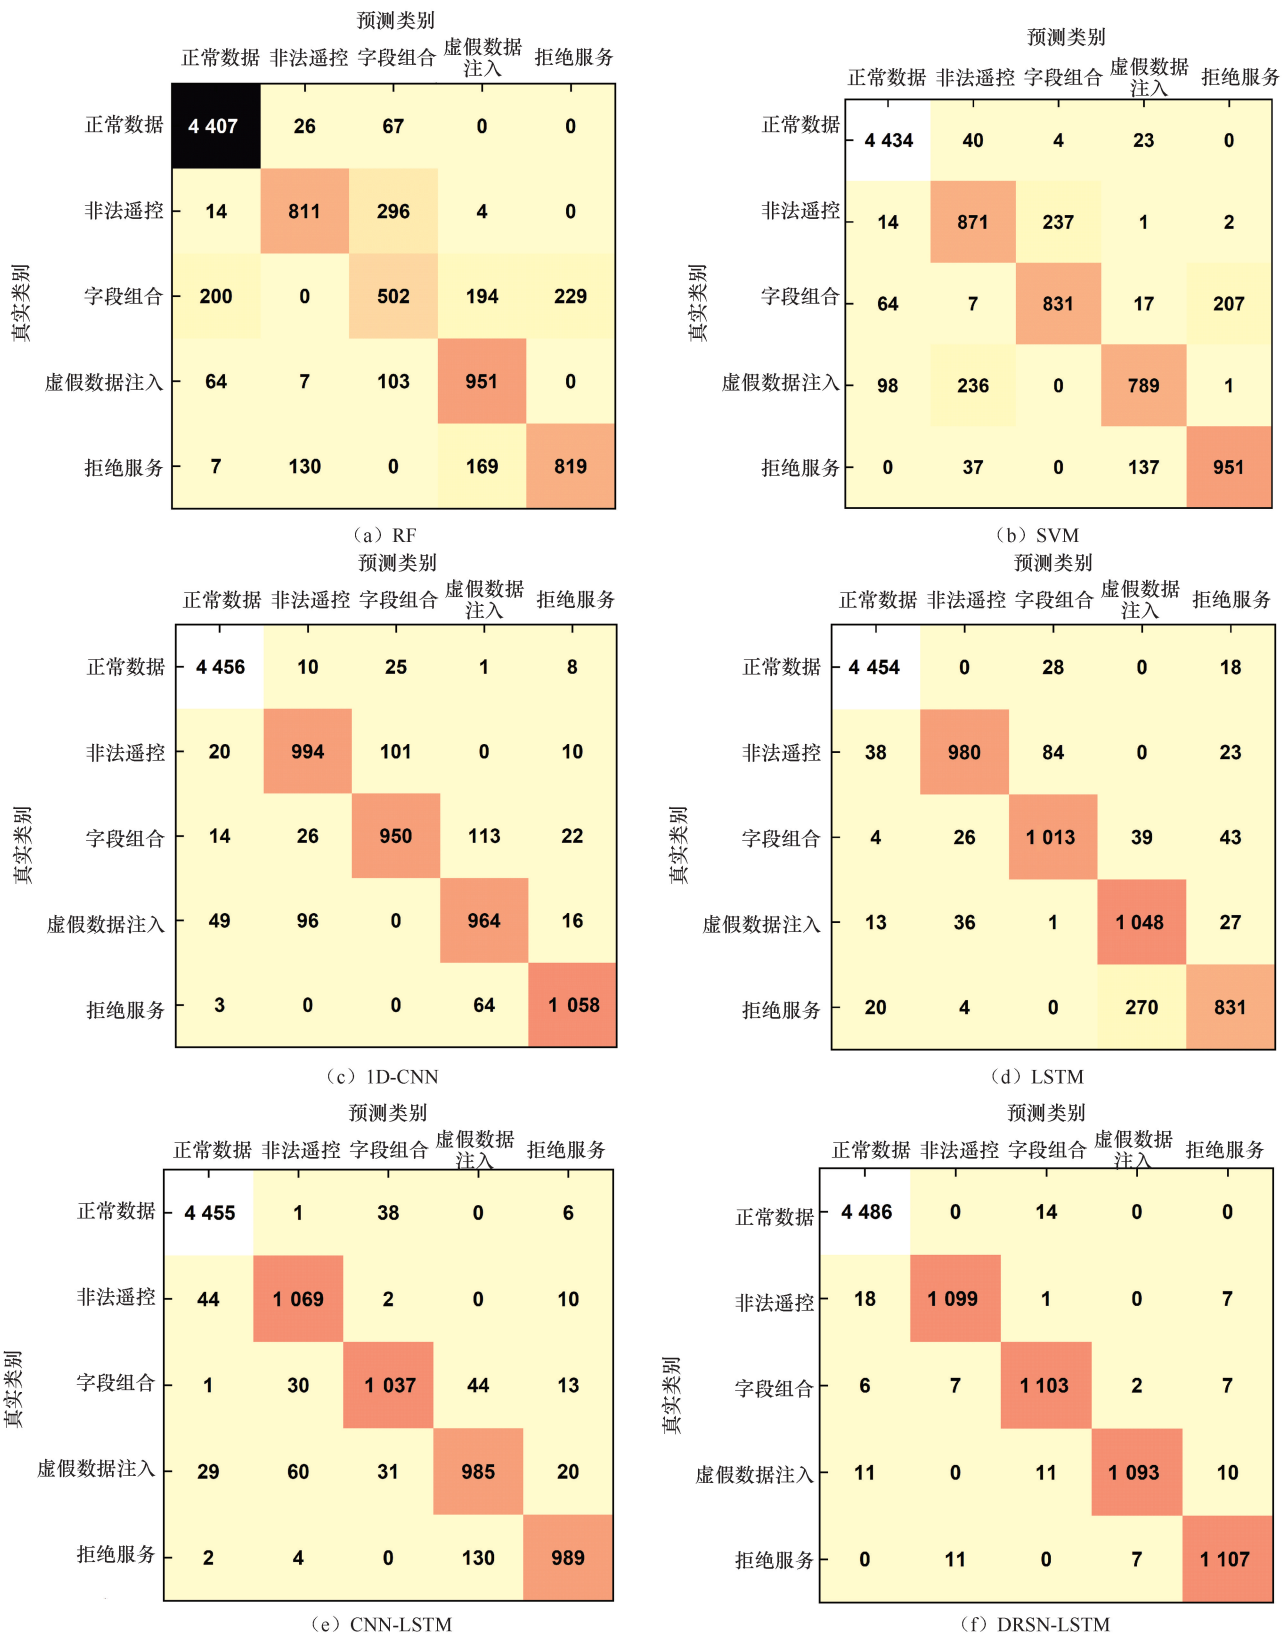 预测类别
正常数据 非法遥控 字段组合 虚假数据注入 拒绝服务
真实类别
正常数据 4 407 26 67 0 0
非法遥控 14 811 296 4 0
字段组合 200 0 502 194 229
虚假数据注入 64 7 103 951 0
拒绝服务 7 130 0 169 819
（a）RF
预测类别
正常数据 非法遥控 字段组合 虚假数据注入 拒绝服务
真实类别
正常数据 4 434 40 4 23 0
非法遥控 14 871 237 1 2
字段组合 64 7 831 17 207
虚假数据注入 98 236 0 789 1
拒绝服务 0 37 0 137 951
（b）SVM
预测类别
正常数据 非法遥控 字段组合 虚假数据注入 拒绝服务
真实类别
正常数据 4 456 10 25 1 8
非法遥控 20 994 101 0 10
字段组合 14 26 950 113 22
虚假数据注入 49 96 0 964 16
拒绝服务 3 0 0 64 1 058
（c）1D-CNN
预测类别
正常数据 非法遥控 字段组合 虚假数据注入 拒绝服务
真实类别
正常数据 4 454 0 28 0 18
非法遥控 38 980 84 0 23
字段组合 4 26 1 013 39 43
虚假数据注入 13 36 1 1 048 27
拒绝服务 20 4 0 270 831
（d）LSTM
预测类别
正常数据 非法遥控 字段组合 虚假数据注入 拒绝服务
真实类别
正常数据 4 455 1 38 0 6
非法遥控 44 1 069 2 0 10
字段组合 1 30 1 037 44 13
虚假数据注入 29 60 31 985 20
拒绝服务 2 4 0 130 989
（e）CNN-LSTM
预测类别
正常数据 非法遥控 字段组合 虚假数据注入 拒绝服务
真实类别
正常数据 4 486 0 14 0 0
非法遥控 18 1 099 1 0 7
字段组合 6 7 1 103 2 7
虚假数据注入 11 0 11 1 093 10
拒绝服务 0 11 0 7 1 107
（f）DRSN-LSTM